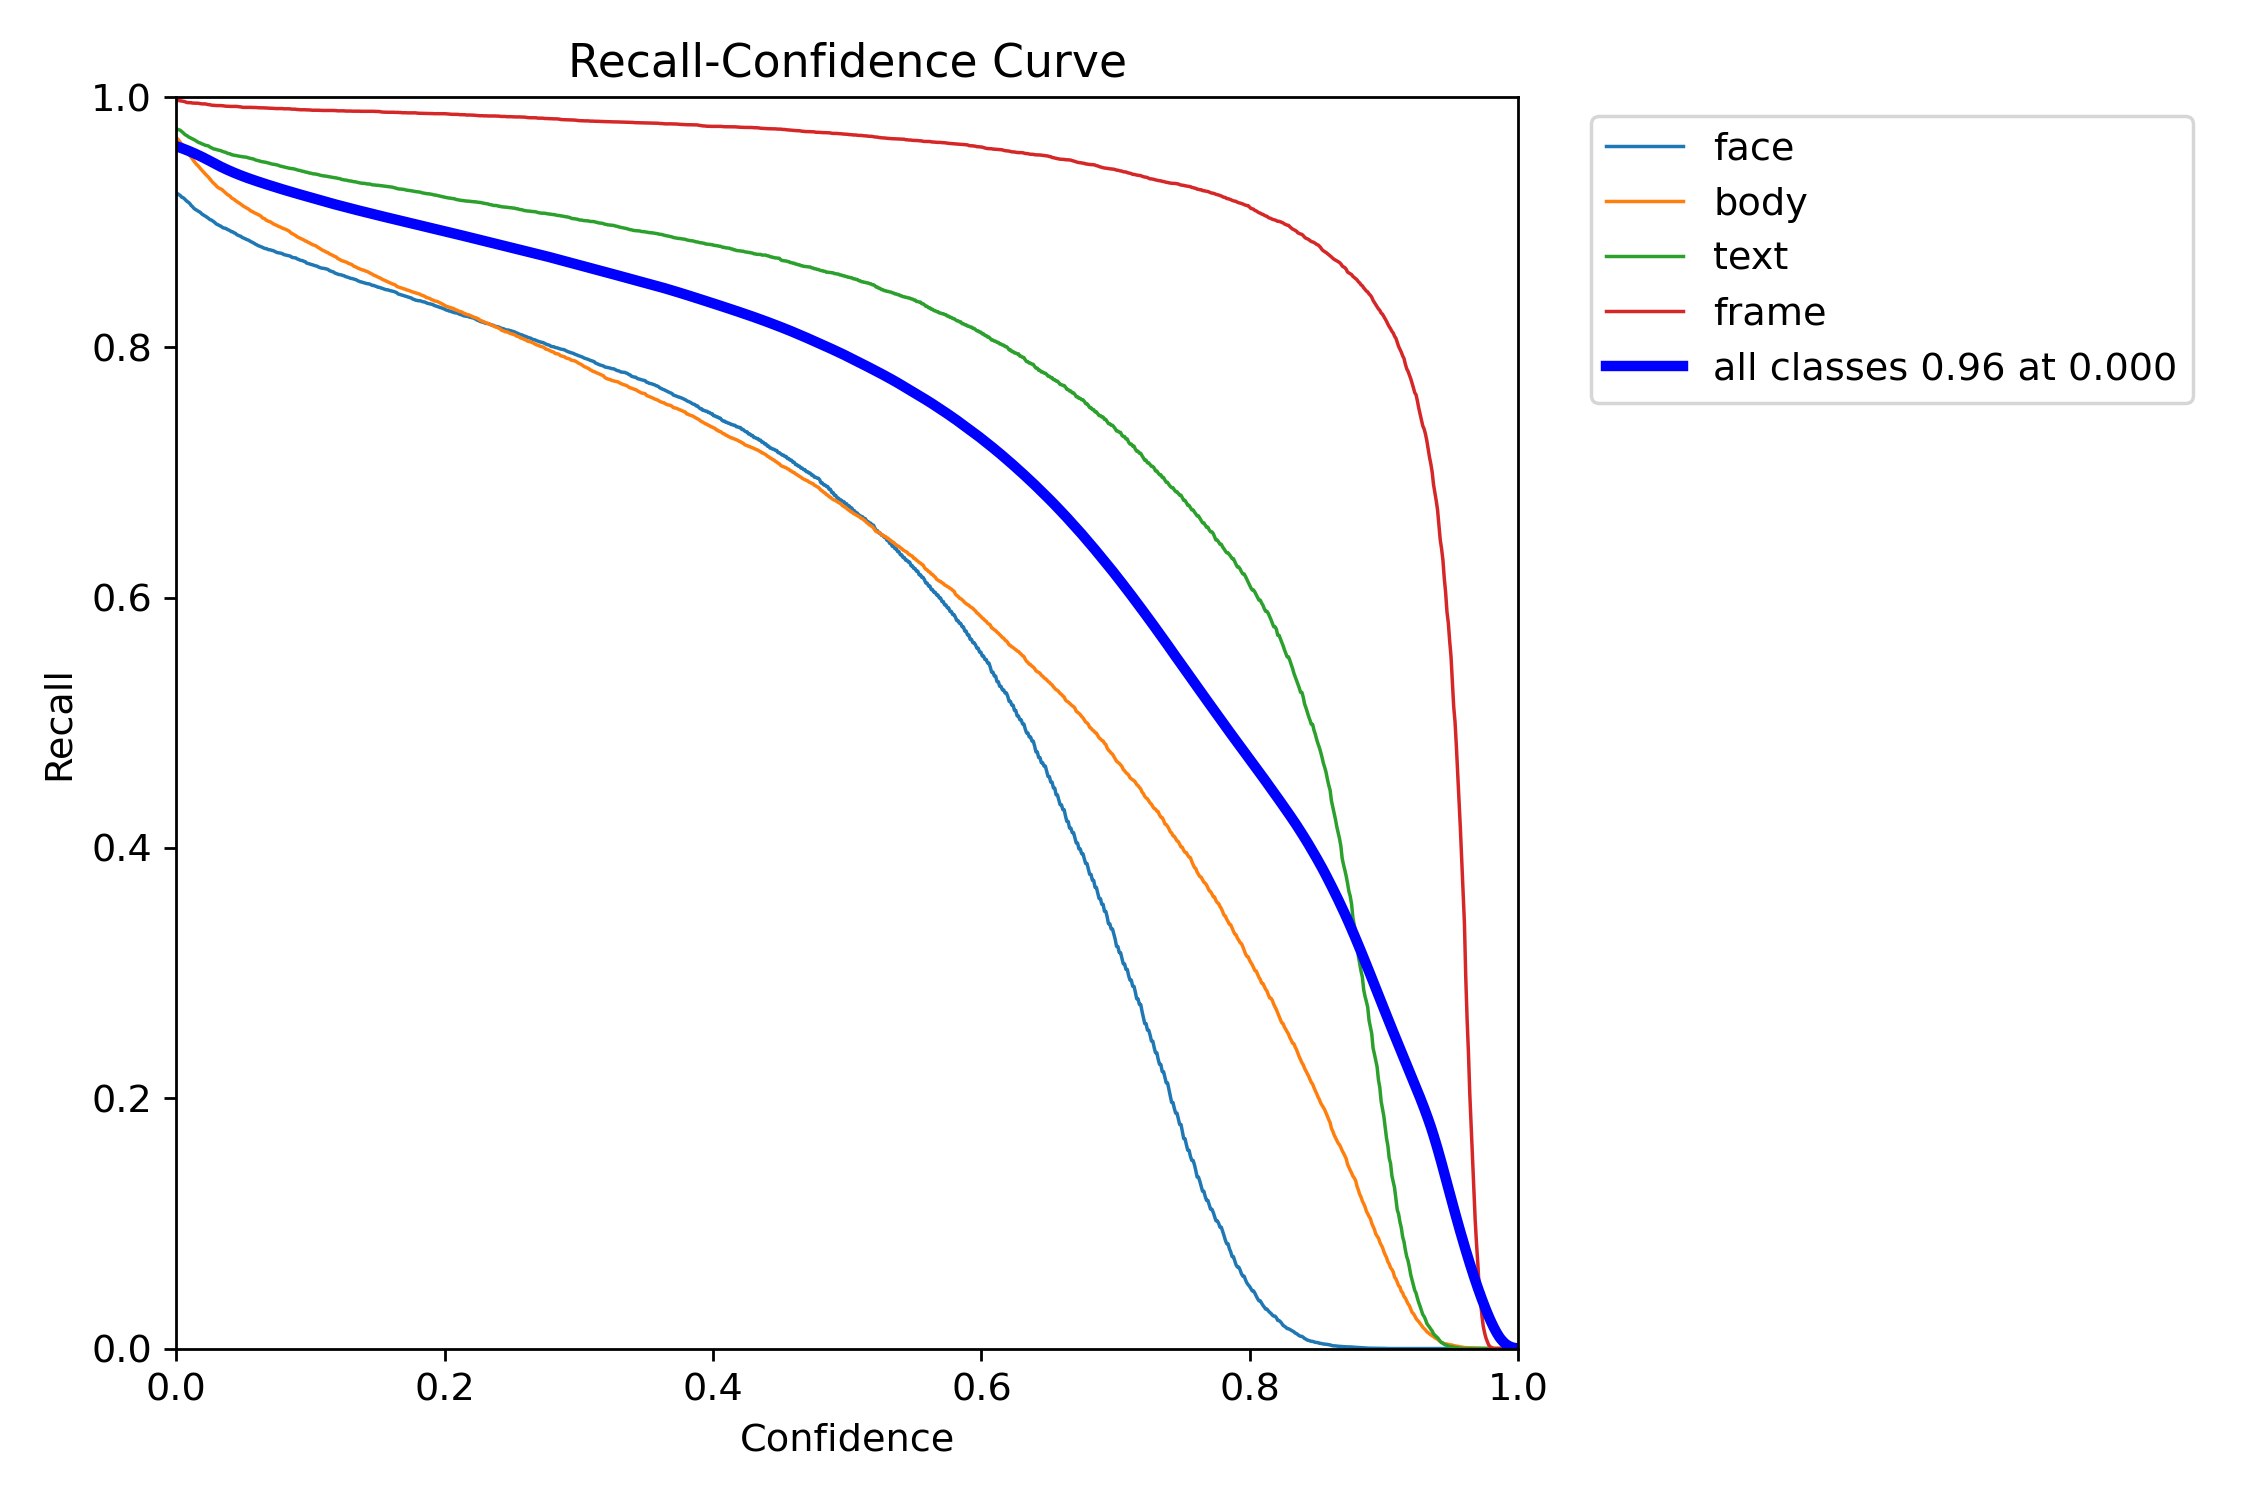 Recall-Confidence Curve
1.0
0.8
0.6
0.4
0.2
0.0
Recall
0.0 0.2 0.4 0.6 0.8 1.0
Confidence
face
body
text
frame
all classes 0.96 at 0.000